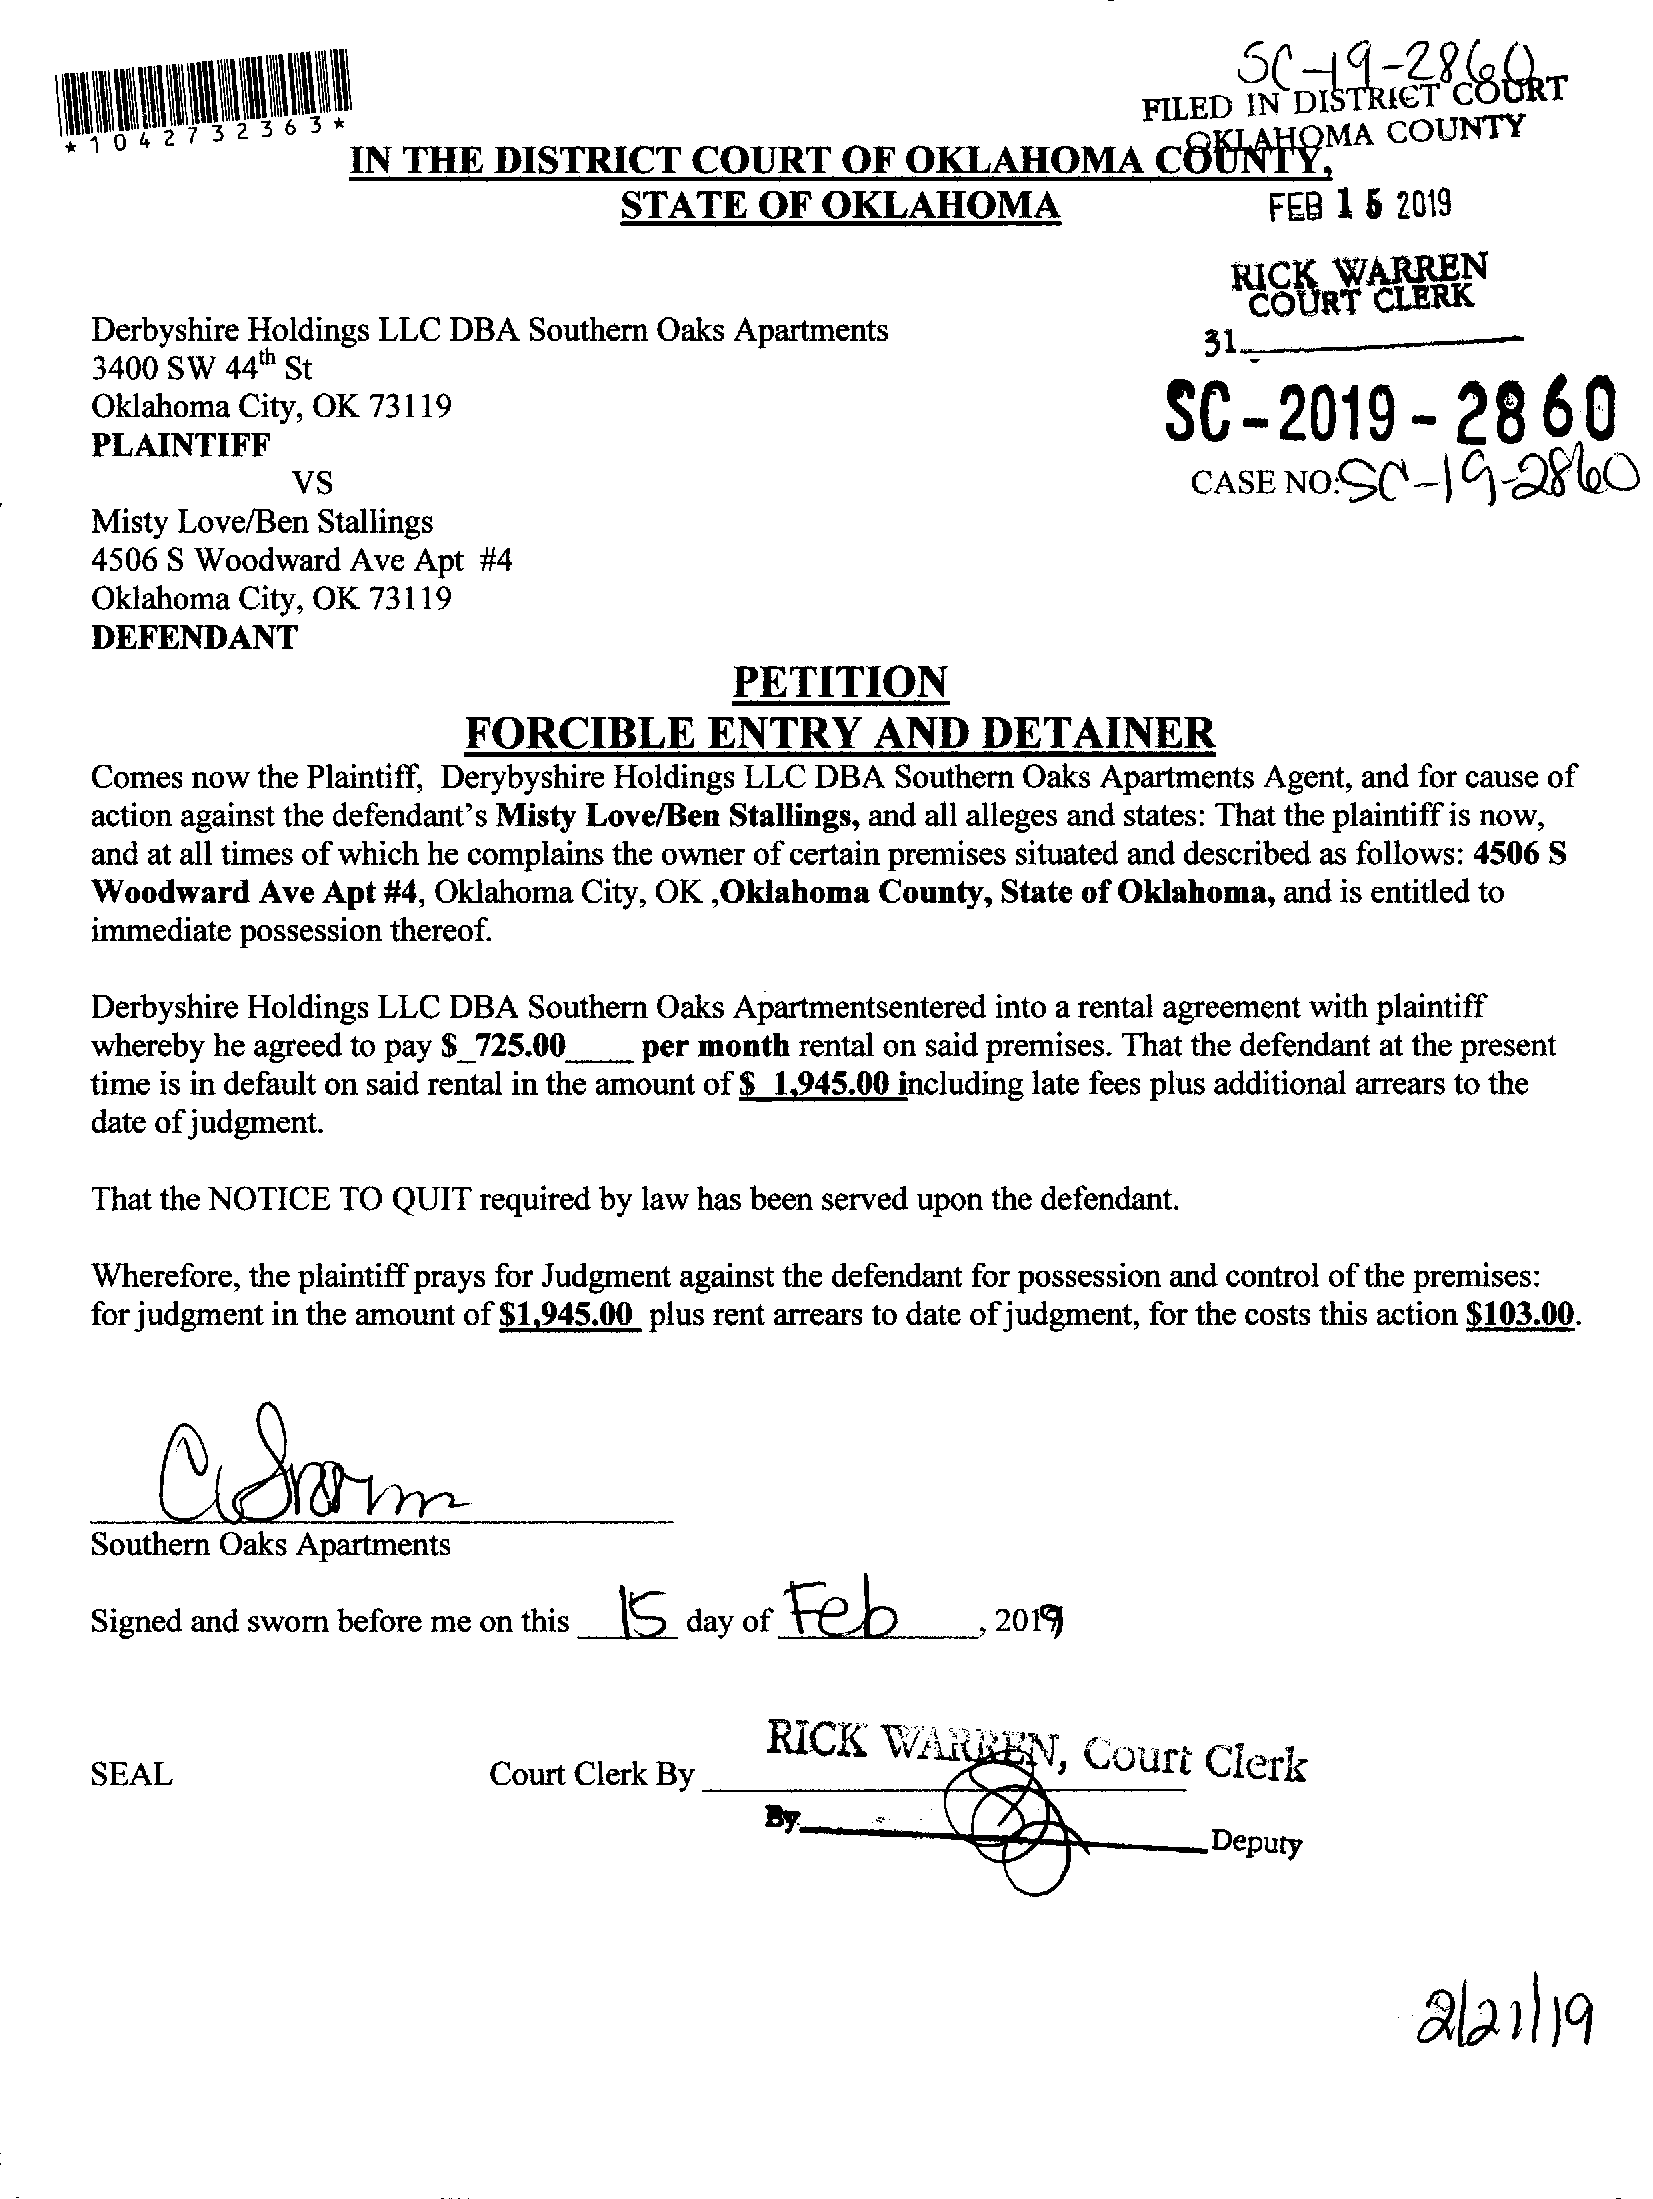 SC-19-2860
FILED IN DISTRICT COURT
OKLAHOMA COUNTY
*1042732363*
IN THE DISTRICT COURT OF OKLAHOMA COUNTY,
STATE OF OKLAHOMA
FEB 15 2019
RICK WARREN
COURT CLERK
31
Derbyshire Holdings LLC DBA Southern Oaks Apartments
3400 SW 44th St
Oklahoma City, OK 73119
PLAINTIFF
SC-2019-2860
VS
CASE NO:SC-19-2860
Misty Love/Ben Stallings
4506 S Woodward Ave Apt #4
Oklahoma City, OK 73119
DEFENDANT
PETITION
FORCIBLE ENTRY AND DETAINER
Comes now the Plaintiff, Derybyshire Holdings LLC DBA Southern Oaks Apartments Agent, and for cause of
action against the defendant's Misty Love/Ben Stallings, and all alleges and states: That the plaintiff is now,
and at all times of which he complains the owner of certain premises situated and described as follows: 4506 S
Woodward Ave Apt #4, Oklahoma City, OK ,Oklahoma County, State of Oklahoma, and is entitled to
immediate possession thereof.
Derbyshire Holdings LLC DBA Southern Oaks Apartmentsentered into a rental agreement with plaintiff
whereby he agreed to pay $_725.00____ per month rental on said premises. That the defendant at the present
time is in default on said rental in the amount of $ 1,945.00 including late fees plus additional arrears to the
date of judgment.
That the NOTICE TO QUIT required by law has been served upon the defendant.
Wherefore, the plaintiff prays for Judgment against the defendant for possession and control of the premises:
for judgment in the amount of $1,945.00 plus rent arrears to date of judgment, for the costs this action $103.00.
Southern Oaks Apartments
Signed and sworn before me on this 15 day of Feb, 2019
RICK WARREN, Court Clerk
SEAL Court Clerk By
By Deputy
2/21/19